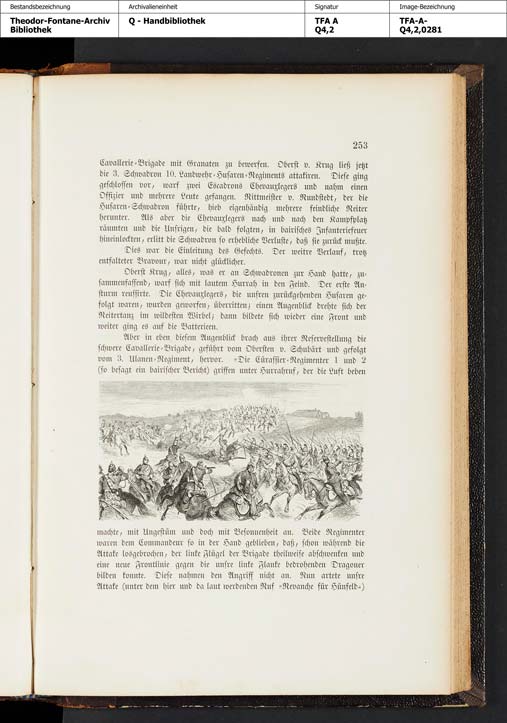 Bestandsbezeichnung
Archivalieneinheit
Signatur
Image-Bezeichnung
Theodor-Fontane-Archiv
Bibliothek
Q - Handbibliothek
TFA A
Q4,2
TFA-A-
Q4,2,0281
253
Cavallerie-Brigade mit Granaten zu bewerfen. Oberst v. Krug ließ jetzt
die 3. Schwadron 10. Landwehr-Husaren-Regiments attakiren. Diese ging
geschlossen vor, warf zwei Escadrons Chevauxlegers und nahm einen
Offizier und mehrere Leute gefangen. Rittmeister v. Rundstedt, der die
Husaren-Schwadron führte, hieb eigenhändig mehrere feindliche Reiter
herunter. Als aber die Chevauxlegers nach und nach den Kampfplatz
räumten und die Unsrigen, die bald folgten, in bairisches Infanteriefeuer
hineinlockten, erlitt die Schwadron so erhebliche Verluste, daß sie zurück mußte.
Dies war die Einleitung des Gefechts. Der weitre Verlauf, trotz
entfalteter Bravour, war nicht glücklicher.
Oberst Krug, alles, was er an Schwadronen zur Hand hatte, zu-
sammenfassend, warf sich mit lautem Hurrah in den Feind. Der erste An-
sturm reussirte. Die Chevauxlegers, die unsren zurückgehenden Husaren ge-
folgt waren, wurden geworfen, überritten; einen Augenblick drehte sich der
Reitertanz im wildesten Wirbel; dann bildete sich wieder eine Front und
weiter ging es auf die Batterieen.
Aber in eben diesem Augenblick brach aus ihrer Reservestellung die
schwere Cavallerie-Brigade, geführt vom Obersten v. Schubärt und gefolgt
vom 3. Ulanen-Regiment, hervor. »Die Cürassier-Regimenter 1 und 2
(so besagt ein bairischer Bericht) griffen unter Hurrahruf, der die Luft beben
machte, mit Ungestüm und doch mit Besonnenheit an. Beide Regimenter
waren dem Commandeur so in der Hand geblieben, daß, schon während die
Attake losgebrochen, der linke Flügel der Brigade theilweise abschwenken und
eine neue Frontlinie gegen die unsre linke Flanke bedrohenden Dragoner
bilden konnte. Diese nahmen den Angriff nicht an. Nun artete unsre
Attake (unter dem hier und da laut werdenden Ruf »Revanche für Hünfeld«)